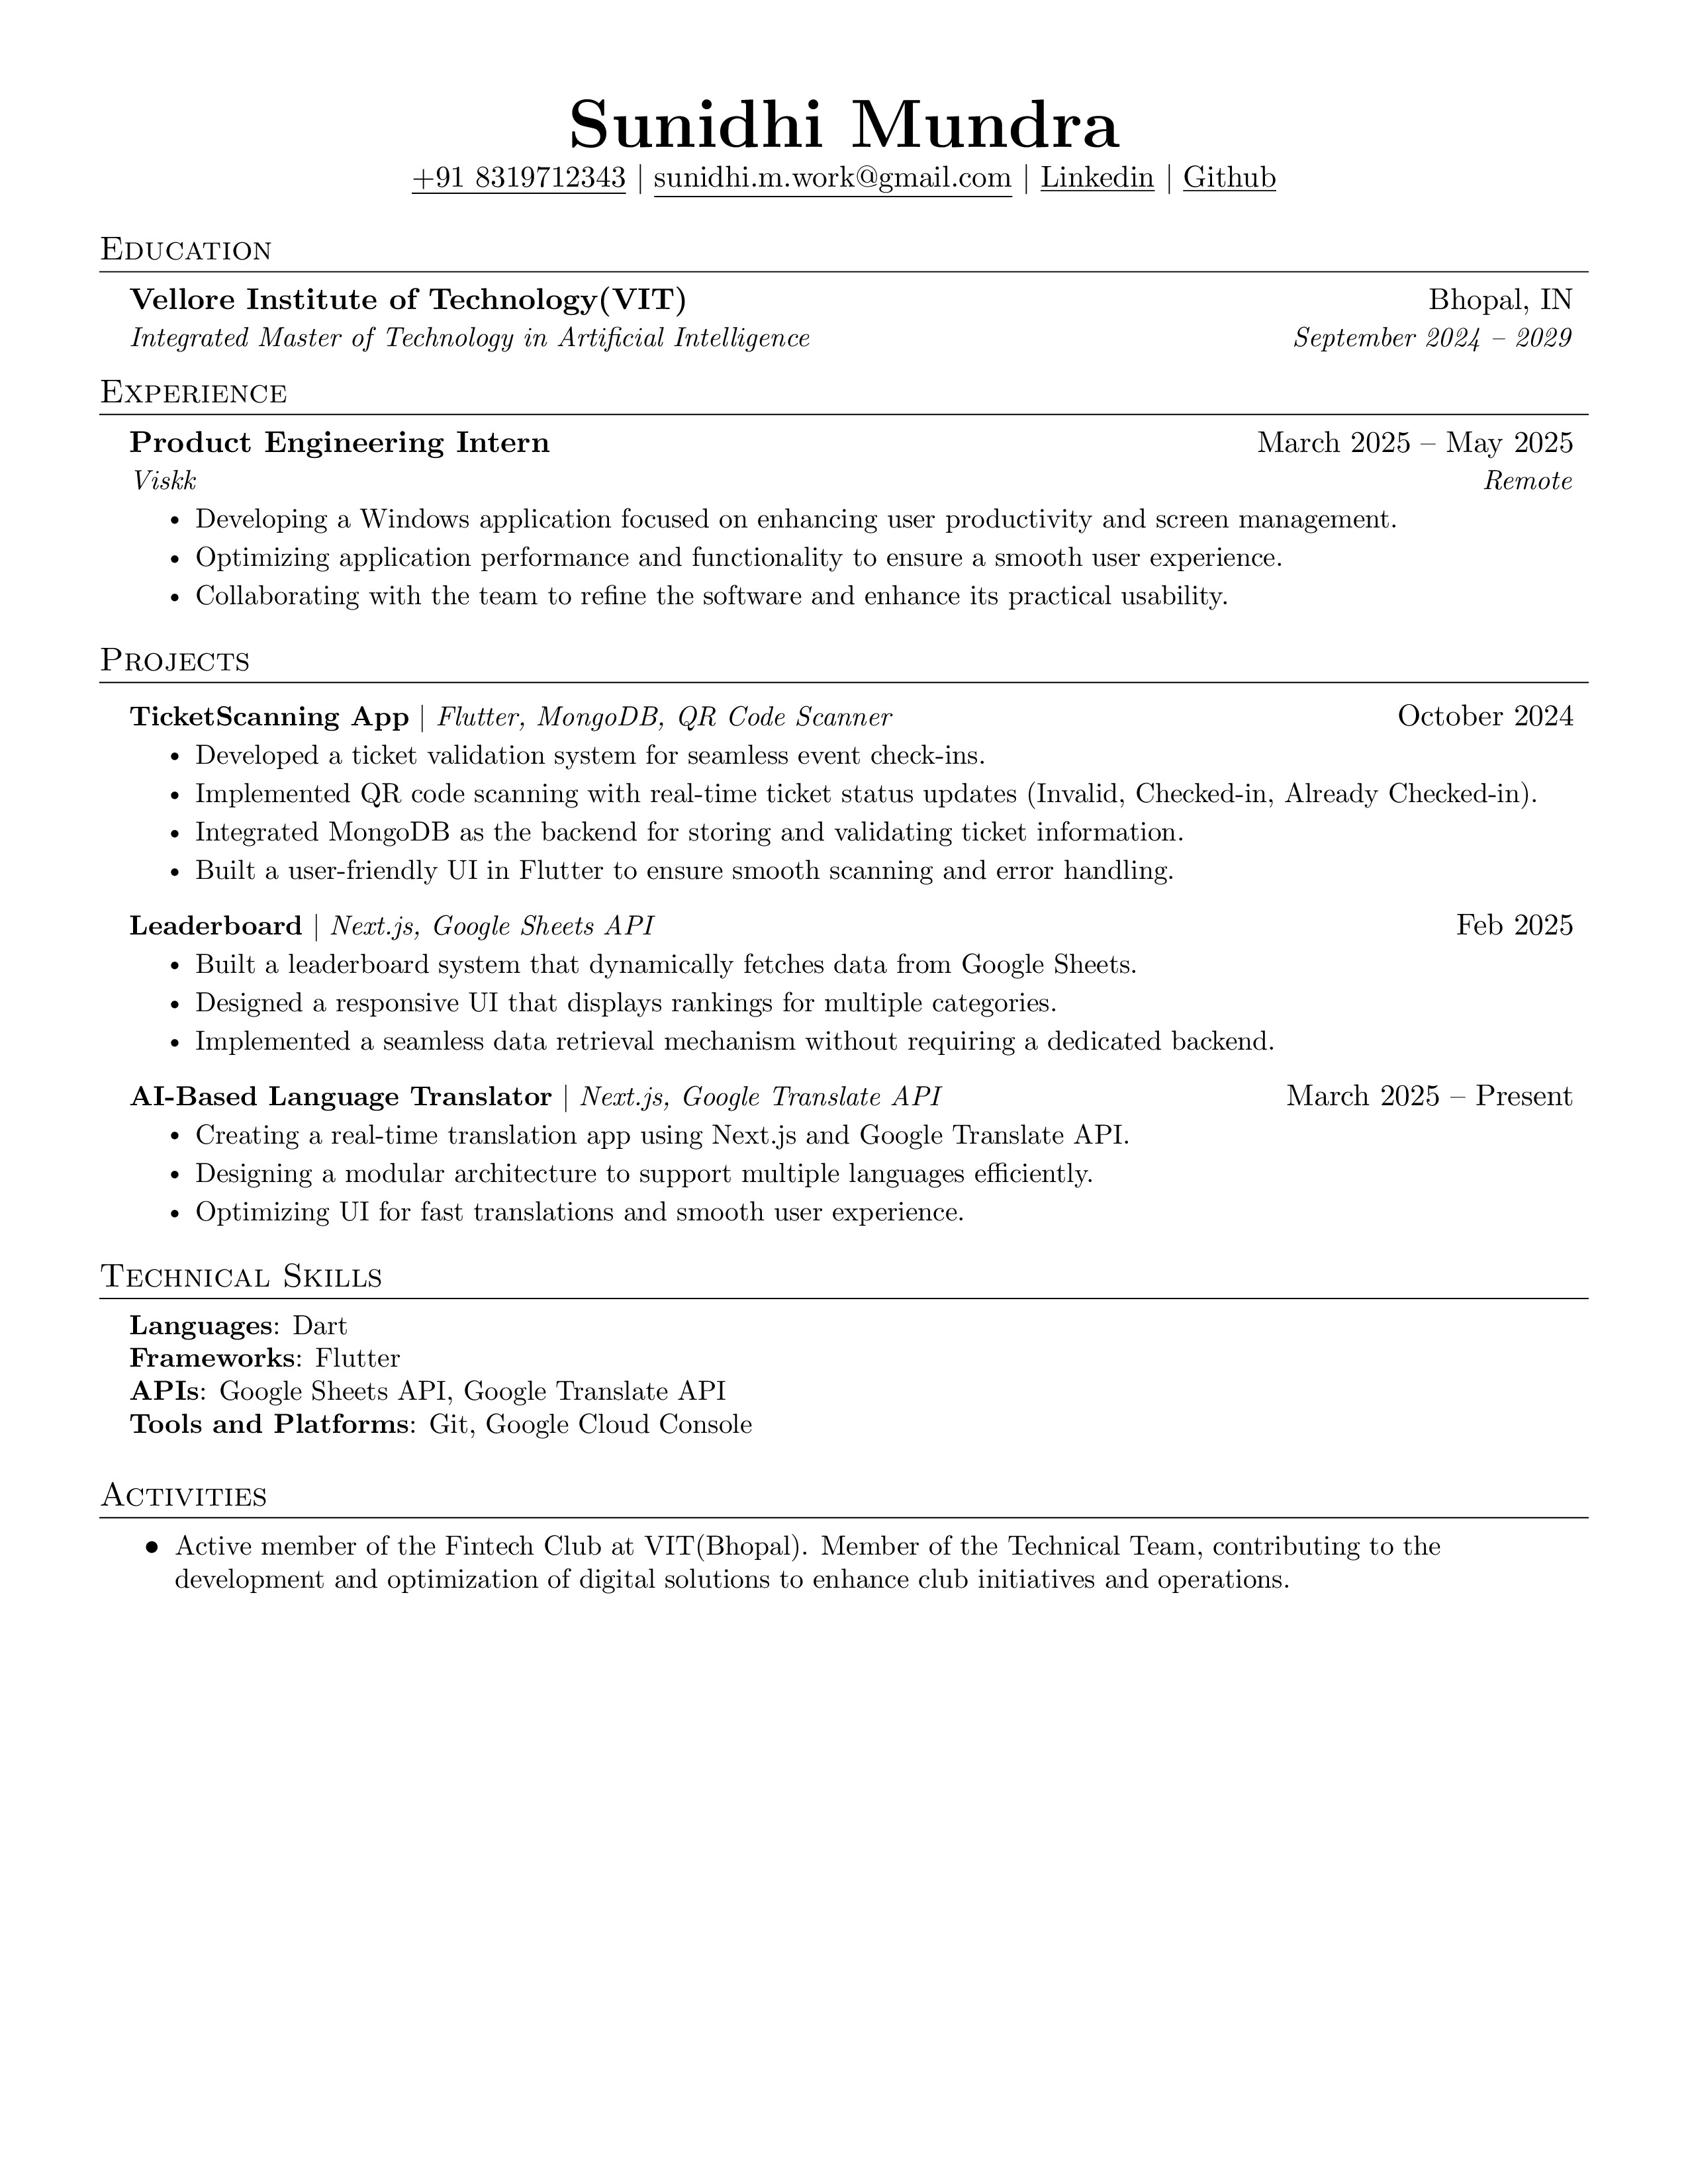 Sunidhi Mundra
+91 8319712343 | sunidhi.m.work@gmail.com | Linkedin | Github
Education
Vellore Institute of Technology(VIT) Bhopal, IN
Integrated Master of Technology in Artificial Intelligence September 2024 – 2029
Experience
Product Engineering Intern March 2025 – May 2025
Viskk Remote
• Developing a Windows application focused on enhancing user productivity and screen management.
• Optimizing application performance and functionality to ensure a smooth user experience.
• Collaborating with the team to refine the software and enhance its practical usability.
Projects
TicketScanning App | Flutter, MongoDB, QR Code Scanner October 2024
• Developed a ticket validation system for seamless event check-ins.
• Implemented QR code scanning with real-time ticket status updates (Invalid, Checked-in, Already Checked-in).
• Integrated MongoDB as the backend for storing and validating ticket information.
• Built a user-friendly UI in Flutter to ensure smooth scanning and error handling.
Leaderboard | Next.js, Google Sheets API Feb 2025
• Built a leaderboard system that dynamically fetches data from Google Sheets.
• Designed a responsive UI that displays rankings for multiple categories.
• Implemented a seamless data retrieval mechanism without requiring a dedicated backend.
AI-Based Language Translator | Next.js, Google Translate API March 2025 – Present
• Creating a real-time translation app using Next.js and Google Translate API.
• Designing a modular architecture to support multiple languages efficiently.
• Optimizing UI for fast translations and smooth user experience.
Technical Skills
Languages: Dart
Frameworks: Flutter
APIs: Google Sheets API, Google Translate API
Tools and Platforms: Git, Google Cloud Console
Activities
• Active member of the Fintech Club at VIT(Bhopal). Member of the Technical Team, contributing to the
development and optimization of digital solutions to enhance club initiatives and operations.